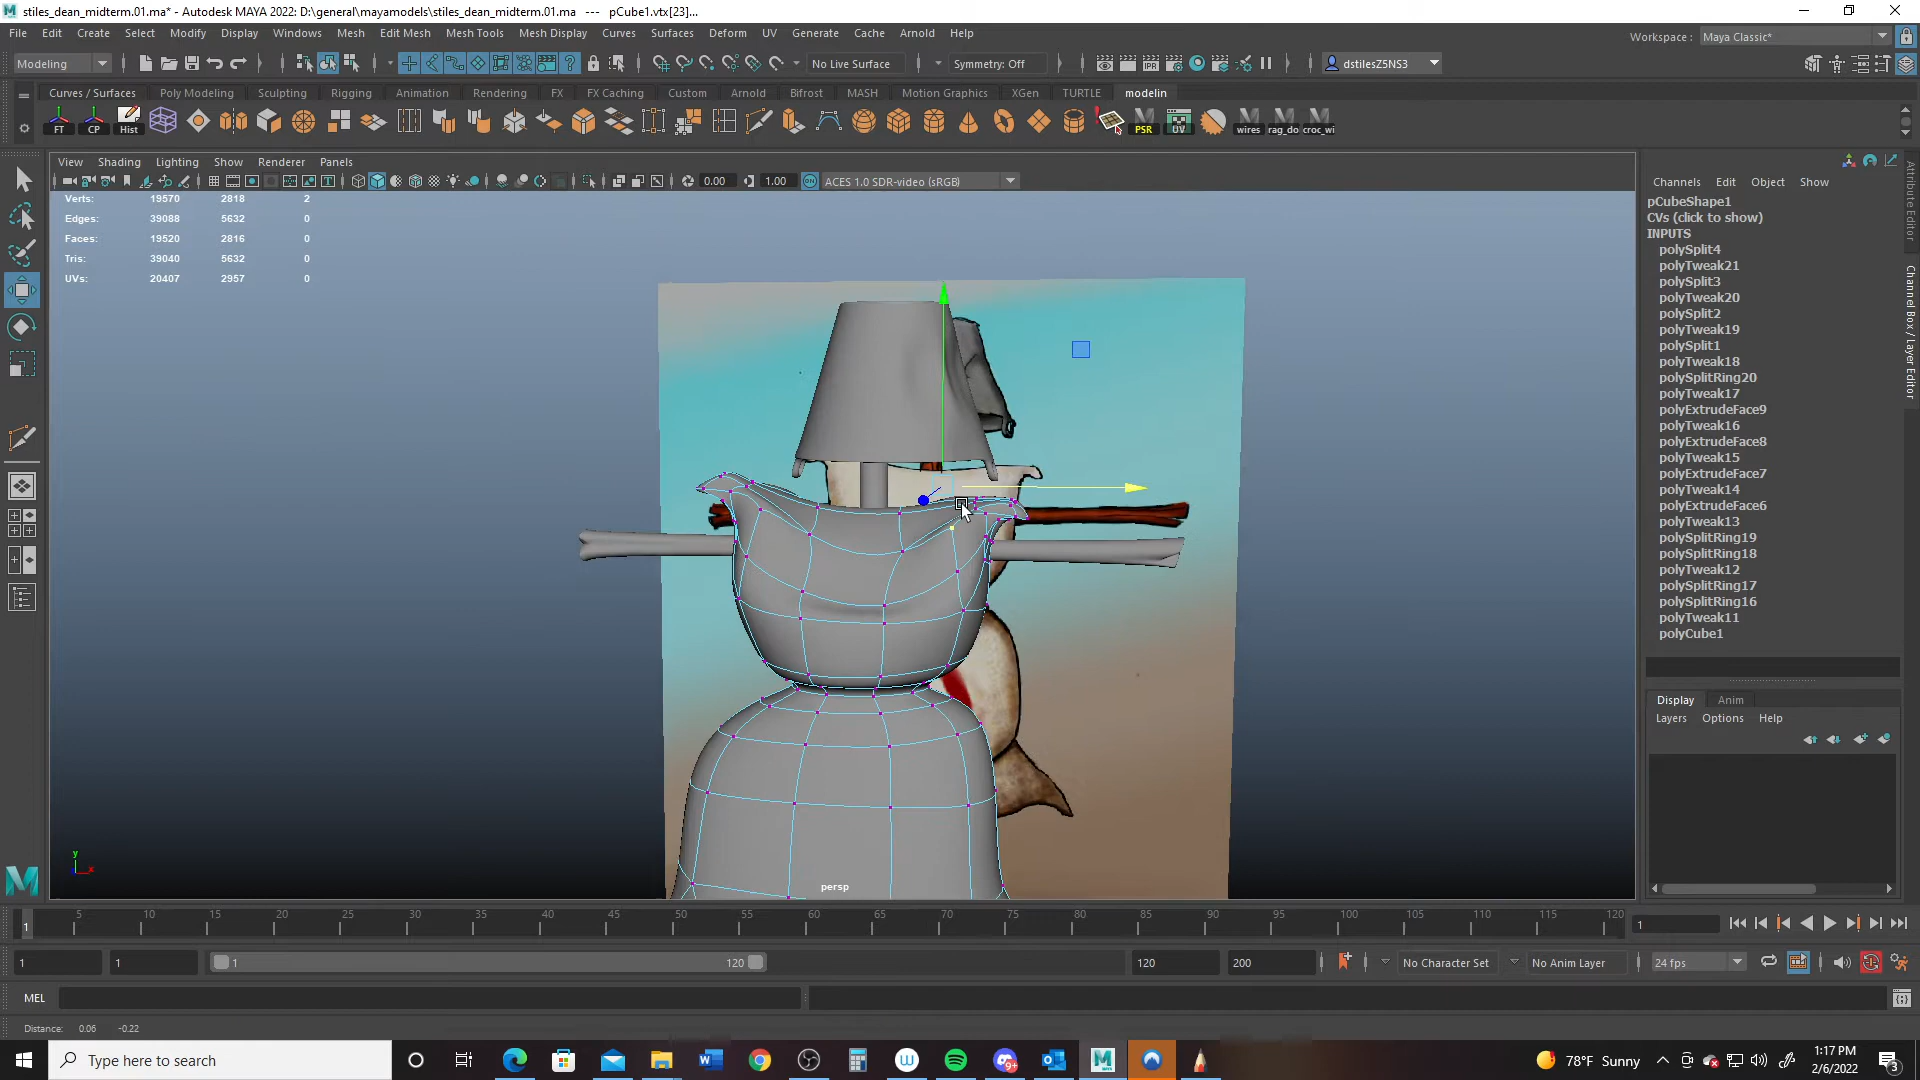 stiles_dean_midterm.01.ma* - Autodesk MAYA 2022: D:\general\mayamodels\stiles_dean_midterm.01.ma   ---   pCube1.vtx[23]...
File Edit Create Select Modify Display Windows Mesh Edit Mesh Mesh Tools Mesh Display Curves Surfaces Deform UV Generate Cache Arnold Help
Workspace : Maya Classic*
Modeling
No Live Surface
Symmetry: Off
dstilesZ5NS3
Curves / Surfaces Poly Modeling Sculpting Rigging Animation Rendering FX FX Caching Custom Arnold Bifrost MASH Motion Graphics XGen TURTLE modelin
FT CP Hist PSR UV wires rag_do croc_wi
View Shading Lighting Show Renderer Panels
0.00 1.00 ACES 1.0 SDR-video (sRGB)
Channels Edit Object Show
Verts: 19570 2818 2
Edges: 39088 5632 0
Faces: 19520 2816 0
Tris: 39040 5632 0
UVs: 20407 2957 0
pCubeShape1
CVs (click to show)
INPUTS
polySplit4
polyTweak21
polySplit3
polyTweak20
polySplit2
polyTweak19
polySplit1
polyTweak18
polySplitRing20
polyTweak17
polyExtrudeFace9
polyTweak16
polyExtrudeFace8
polyTweak15
polyExtrudeFace7
polyTweak14
polyExtrudeFace6
polyTweak13
polySplitRing19
polySplitRing18
polyTweak12
polySplitRing17
polySplitRing16
polyTweak11
polyCube1
Attribute Editor
Channel Box / Layer Editor
Display Anim
Layers Options Help
y
x
persp
5 10 15 20 25 30 35 40 45 50 55 60 65 70 75 80 85 90 95 100 105 110 115 120
1
1
1 1 1 120 120 200 No Character Set No Anim Layer 24 fps
MEL
Distance: 0.06 -0.22
Type here to search
9+
78°F Sunny
1:17 PM
2/6/2022
3